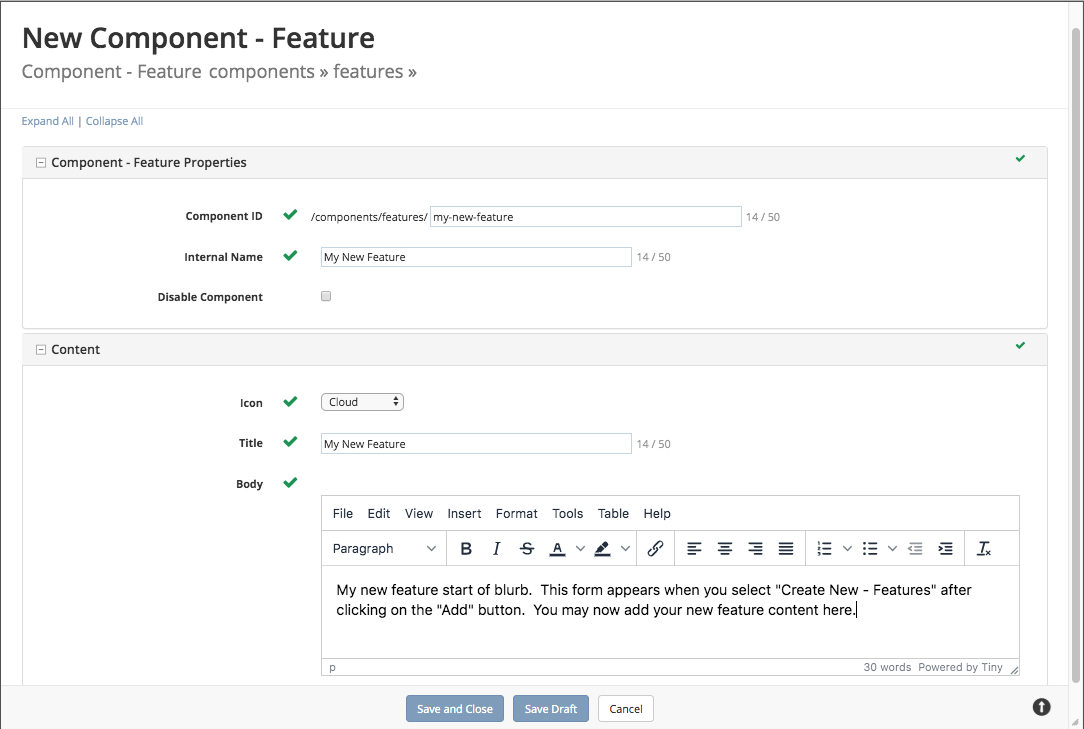 New Component - Feature
Component - Feature components » features »
Expand All | Collapse All
Component - Feature Properties
Component ID /components/features/ my-new-feature 14 / 50
Internal Name My New Feature 14 / 50
Disable Component
Content
Icon Cloud
Title My New Feature 14 / 50
Body
File Edit View Insert Format Tools Table Help
Paragraph B I S A
My new feature start of blurb.  This form appears when you select "Create New - Features" after
clicking on the "Add" button.  You may now add your new feature content here.
p 30 words Powered by Tiny
Save and Close Save Draft Cancel